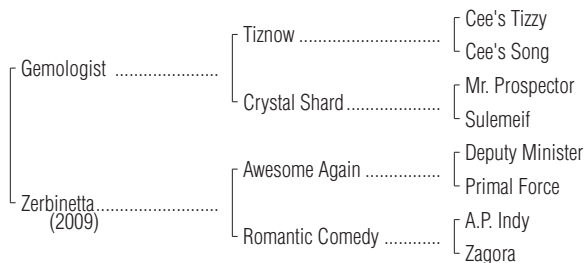 Cee's Tizzy
Tiznow ........................................
Cee's Song
Gemologist .............................
Mr. Prospector
Crystal Shard..........................
Sulemeif
Deputy Minister
Awesome Again .....................
Primal Force
Zerbinetta..................................
(2009)
A.P. Indy
Romantic Comedy ............
Zagora